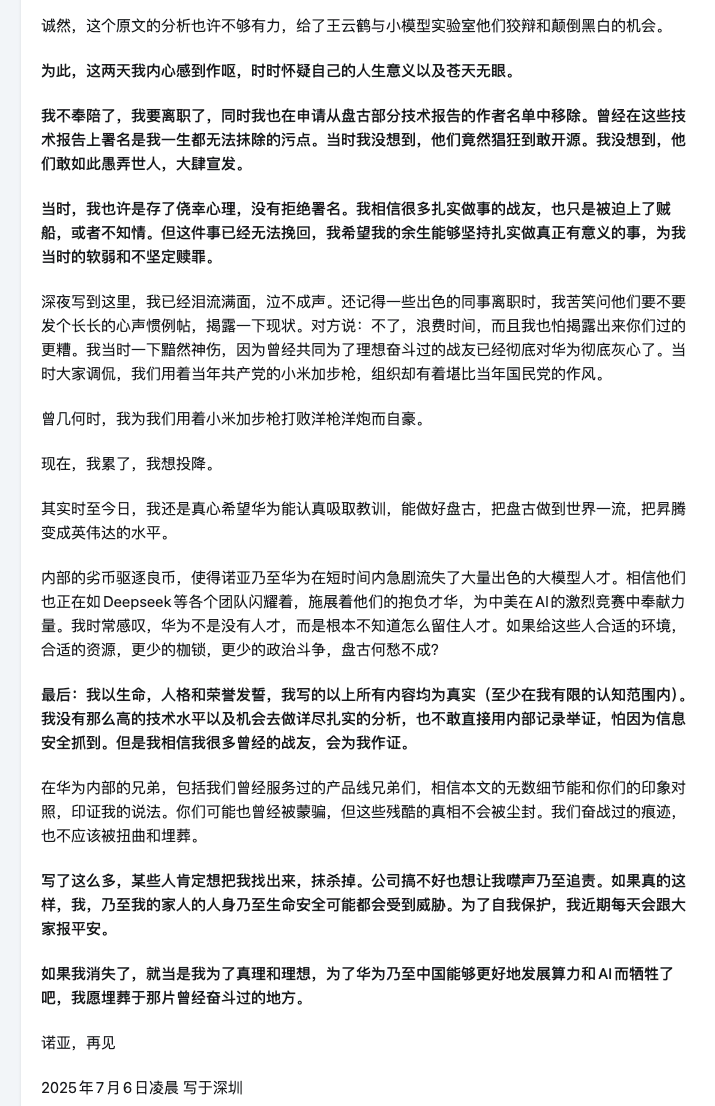 诚然，这个原文的分析也许不够有力，给了王云鹤与小模型实验室他们狡辩和颠倒黑白的机会。
为此，这两天我内心感到作呕，时时怀疑自己的人生意义以及苍天无眼。
我不奉陪了，我要离职了，同时我也在申请从盘古部分技术报告的作者名单中移除。曾经在这些技
术报告上署名是我一生都无法抹除的污点。当时我没想到，他们竟然猖狂到敢开源。我没想到，他
们敢如此愚弄世人，大肆宣发。
当时，我也许是存了侥幸心理，没有拒绝署名。我相信很多扎实做事的战友，也只是被迫上了贼
船，或者不知情。但这件事已经无法挽回，我希望我的余生能够坚持扎实做真正有意义的事，为我
当时的软弱和不坚定赎罪。
深夜写到这里，我已经泪流满面，泣不成声。还记得一些出色的同事离职时，我苦笑问他们要不要
发个长长的心声惯例帖，揭露一下现状。对方说：不了，浪费时间，而且我也怕揭露出来你们过的
更糟。我当时一下黯然神伤，因为曾经共同为了理想奋斗过的战友已经彻底对华为彻底灰心了。当
时大家调侃，我们用着当年共产党的小米加步枪，组织却有着堪比当年国民党的作风。
曾几何时，我为我们用着小米加步枪打败洋枪洋炮而自豪。
现在，我累了，我想投降。
其实时至今日，我还是真心希望华为能认真吸取教训，能做好盘古，把盘古做到世界一流，把昇腾
变成英伟达的水平。
内部的劣币驱逐良币，使得诺亚乃至华为在短时间内急剧流失了大量出色的大模型人才。相信他们
也正在如Deepseek等各个团队闪耀着，施展着他们的抱负才华，为中美在AI的激烈竞赛中奉献力
量。我时常感叹，华为不是没有人才，而是根本不知道怎么留住人才。如果给这些人合适的环境，
合适的资源，更少的枷锁，更少的政治斗争，盘古何愁不成？
最后：我以生命，人格和荣誉发誓，我写的以上所有内容均为真实（至少在我有限的认知范围内）。
我没有那么高的技术水平以及机会去做详尽扎实的分析，也不敢直接用内部记录举证，怕因为信息
安全抓到。但是我相信我很多曾经的战友，会为我作证。
在华为内部的兄弟，包括我们曾经服务过的产品线兄弟们，相信本文的无数细节能和你们的印象对
照，印证我的说法。你们可能也曾经被蒙骗，但这些残酷的真相不会被尘封。我们奋战过的痕迹，
也不应该被扭曲和埋葬。
写了这么多，某些人肯定想把我找出来，抹杀掉。公司搞不好也想让我噤声乃至追责。如果真的这
样，我，乃至我的家人的人身乃至生命安全可能都会受到威胁。为了自我保护，我近期每天会跟大
家报平安。
如果我消失了，就当是我为了真理和理想，为了华为乃至中国能够更好地发展算力和AI而牺牲了
吧，我愿埋葬于那片曾经奋斗过的地方。
诺亚，再见
2025年7月6日凌晨 写于深圳